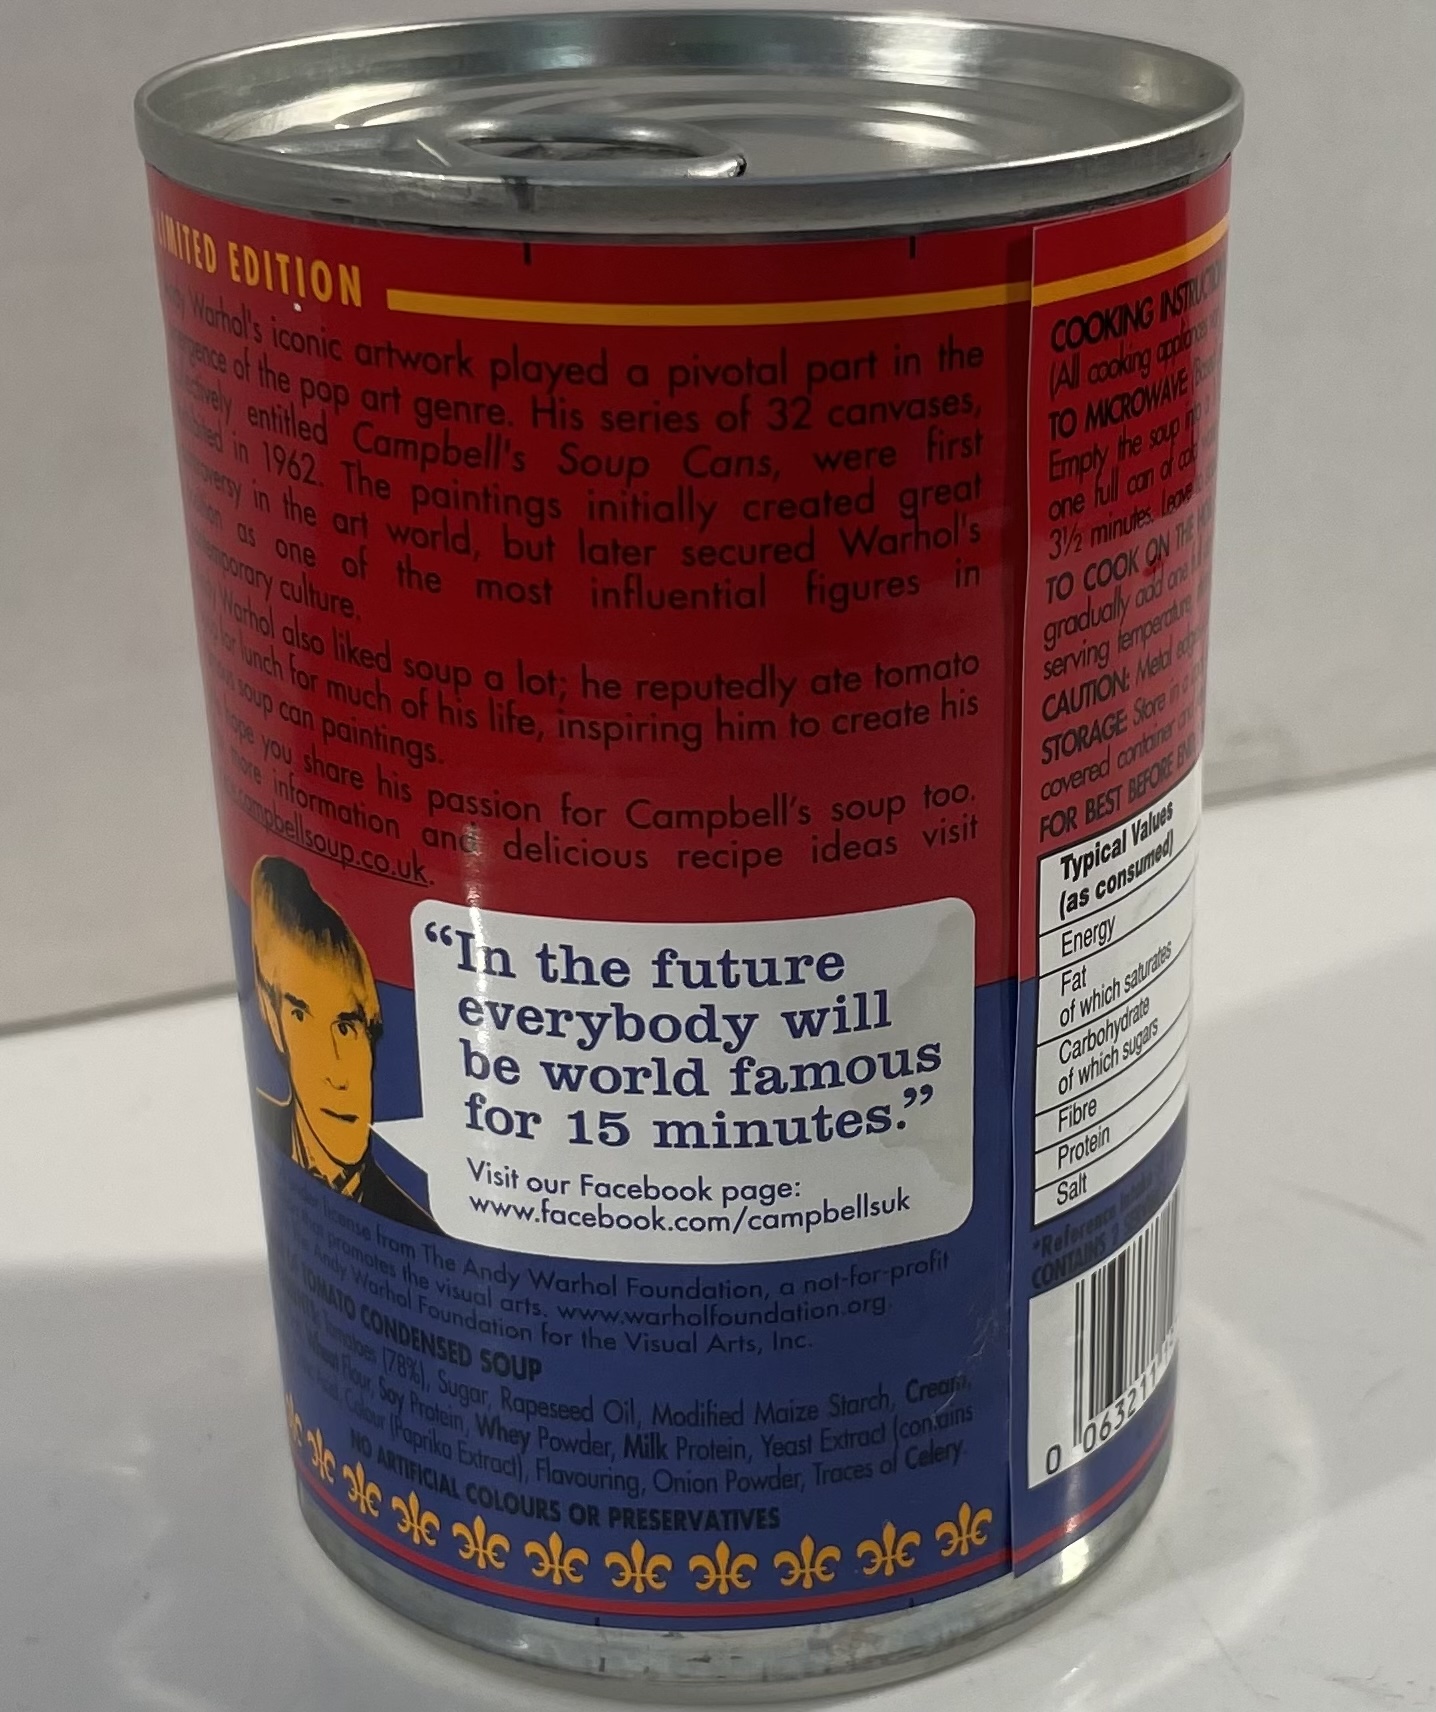 LIMITED EDITION
Warhol's iconic artwork played a pivotal part in the
of the pop art genre. His series of 32 canvases,
entitled Campbell's Soup Cans, were first
in 1962. The paintings initially created great
in the art world, but later secured Warhol's
as one of the most influential figures in
culture.
Warhol also liked soup a lot; he reputedly ate tomato
for lunch for much of his life, inspiring him to create his
soup can paintings.
hope you share his passion for Campbell's soup too.
more information and delicious recipe ideas visit
campbellsoup.co.uk.
“In the future
everybody will
be world famous
for 15 minutes.”
Visit our Facebook page:
www.facebook.com/campbellsuk
license from The Andy Warhol Foundation, a not-for-profit
that promotes the visual arts. www.warholfoundation.org
Andy Warhol Foundation for the Visual Arts, Inc.
TOMATO CONDENSED SOUP
Tomatoes (78%), Sugar, Rapeseed Oil, Modified Maize Starch, Cream,
Wheat Flour, Soy Protein, Whey Powder, Milk Protein, Yeast Extract (contains
Colour (Paprika Extract), Flavouring, Onion Powder, Traces of Celery.
NO ARTIFICIAL COLOURS OR PRESERVATIVES
COOKING
(All cooking
TO MICROWAVE
Empty the soup
one full can of
3½ minutes. Leave
TO COOK ON THE
gradually add one
serving temperature.
CAUTION: Metal
STORAGE: Store in a
covered container
FOR BEST BEFORE
Typical Values
(as consumed)
Energy
Fat
of which saturates
Carbohydrate
of which sugars
Fibre
Protein
Salt
*Reference
CONTAINS 2
0 063211